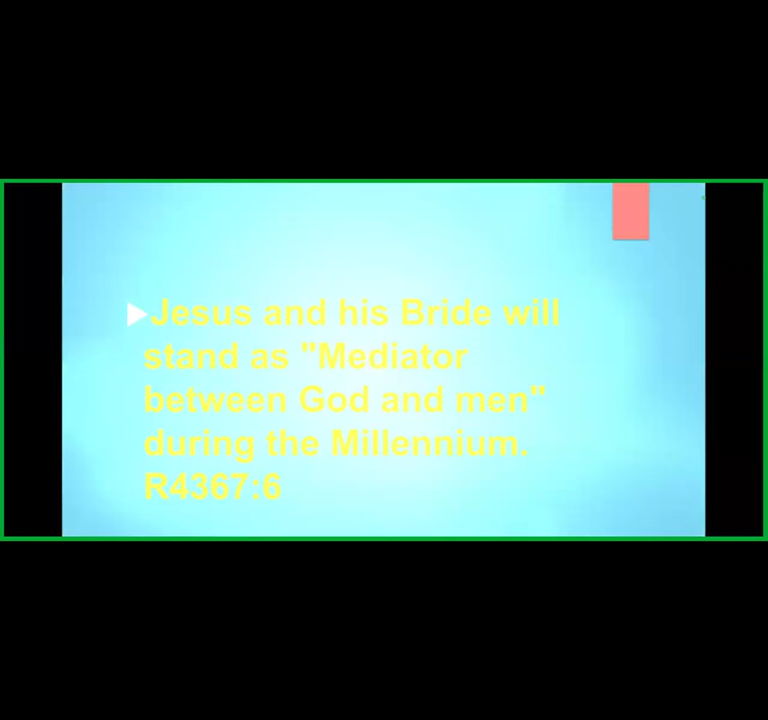 Jesus and his Bride will
stand as "Mediator
between God and men"
during the Millennium.
R4367:6